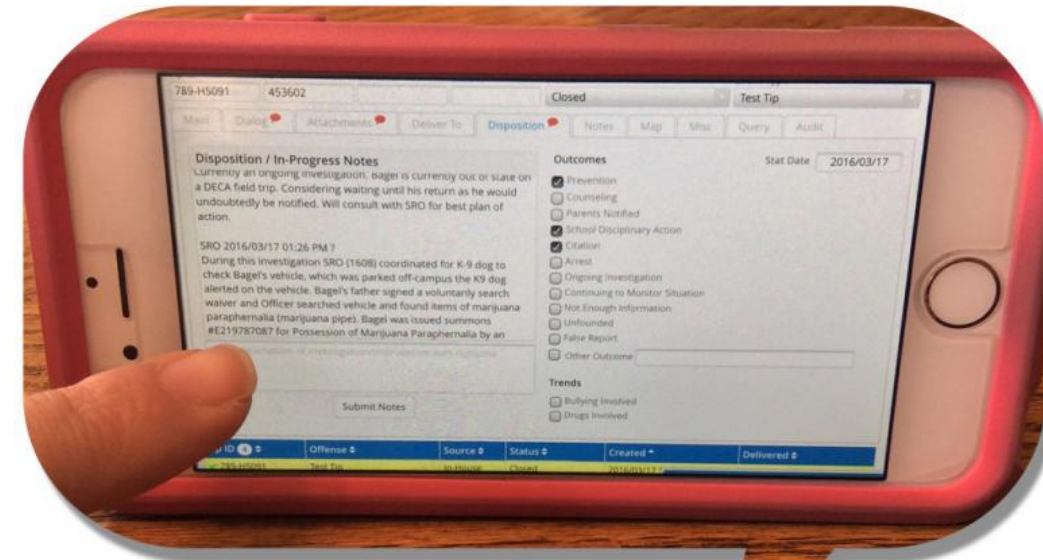 789-H5091 453602 Closed Test Tip
Main Dialog Attachments Deliver To Disposition Notes Map Misc Query Audit
Disposition / In-Progress Notes
Currently an ongoing investigation, Bagel is currently out of state on
a DECA field trip. Considering waiting until his return as he would
undoubtedly be notified. Will consult with SRO for best plan of
action.
SRO 2016/03/17 01:26 PM ?
During this investigation SRO (1608) coordinated for K-9 dog to
check Bagel's vehicle, which was parked off-campus the K9 dog
alerted on the vehicle. Bagel's father signed a voluntarily search
waiver and Officer searched vehicle and found items of marijuana
paraphernalia (marijuana pipe). Bagel was issued summons
#E219787087 for Possession of Marijuana Paraphernalia by an
Submit Notes
Outcomes Stat Date 2016/03/17
Prevention
Counseling
Parents Notified
School Disciplinary Action
Citation
Arrest
Ongoing Investigation
Continuing to Monitor Situation
Not Enough Information
Unfounded
False Report
Other Outcome
Trends
Bullying Involved
Drugs Involved
ID 4 Offense Source Status Created Delivered
789-H5091 Test Tip In-House Closed 2016/03/17